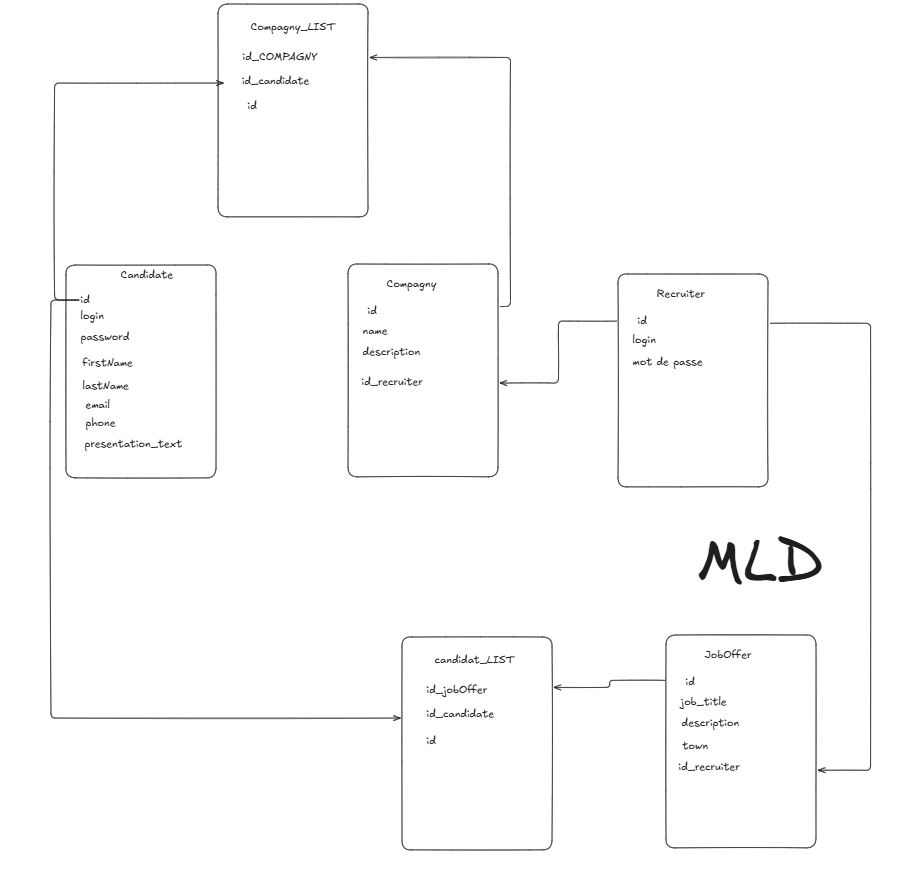 Compagny_LIST
id_COMPAGNY
id_candidate
id
Candidate
id
login
password
firstName
lastName
email
phone
presentation_text
Compagny
id
name
description
id_recruiter
Recruiter
id
login
mot de passe
MLD
candidat_LIST
id_jobOffer
id_candidate
id
JobOffer
id
job_title
description
town
id_recruiter